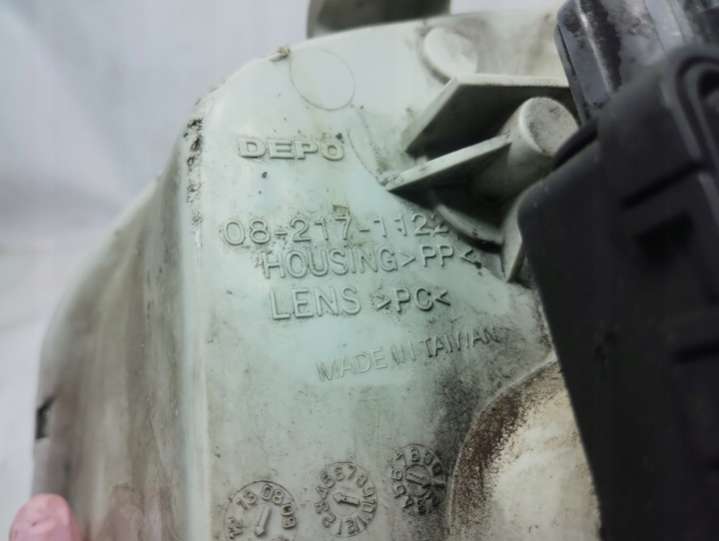 DEPO
08-217-1122
HOUSING >PP<
LENS >PC<
MADE IN TAIWAN